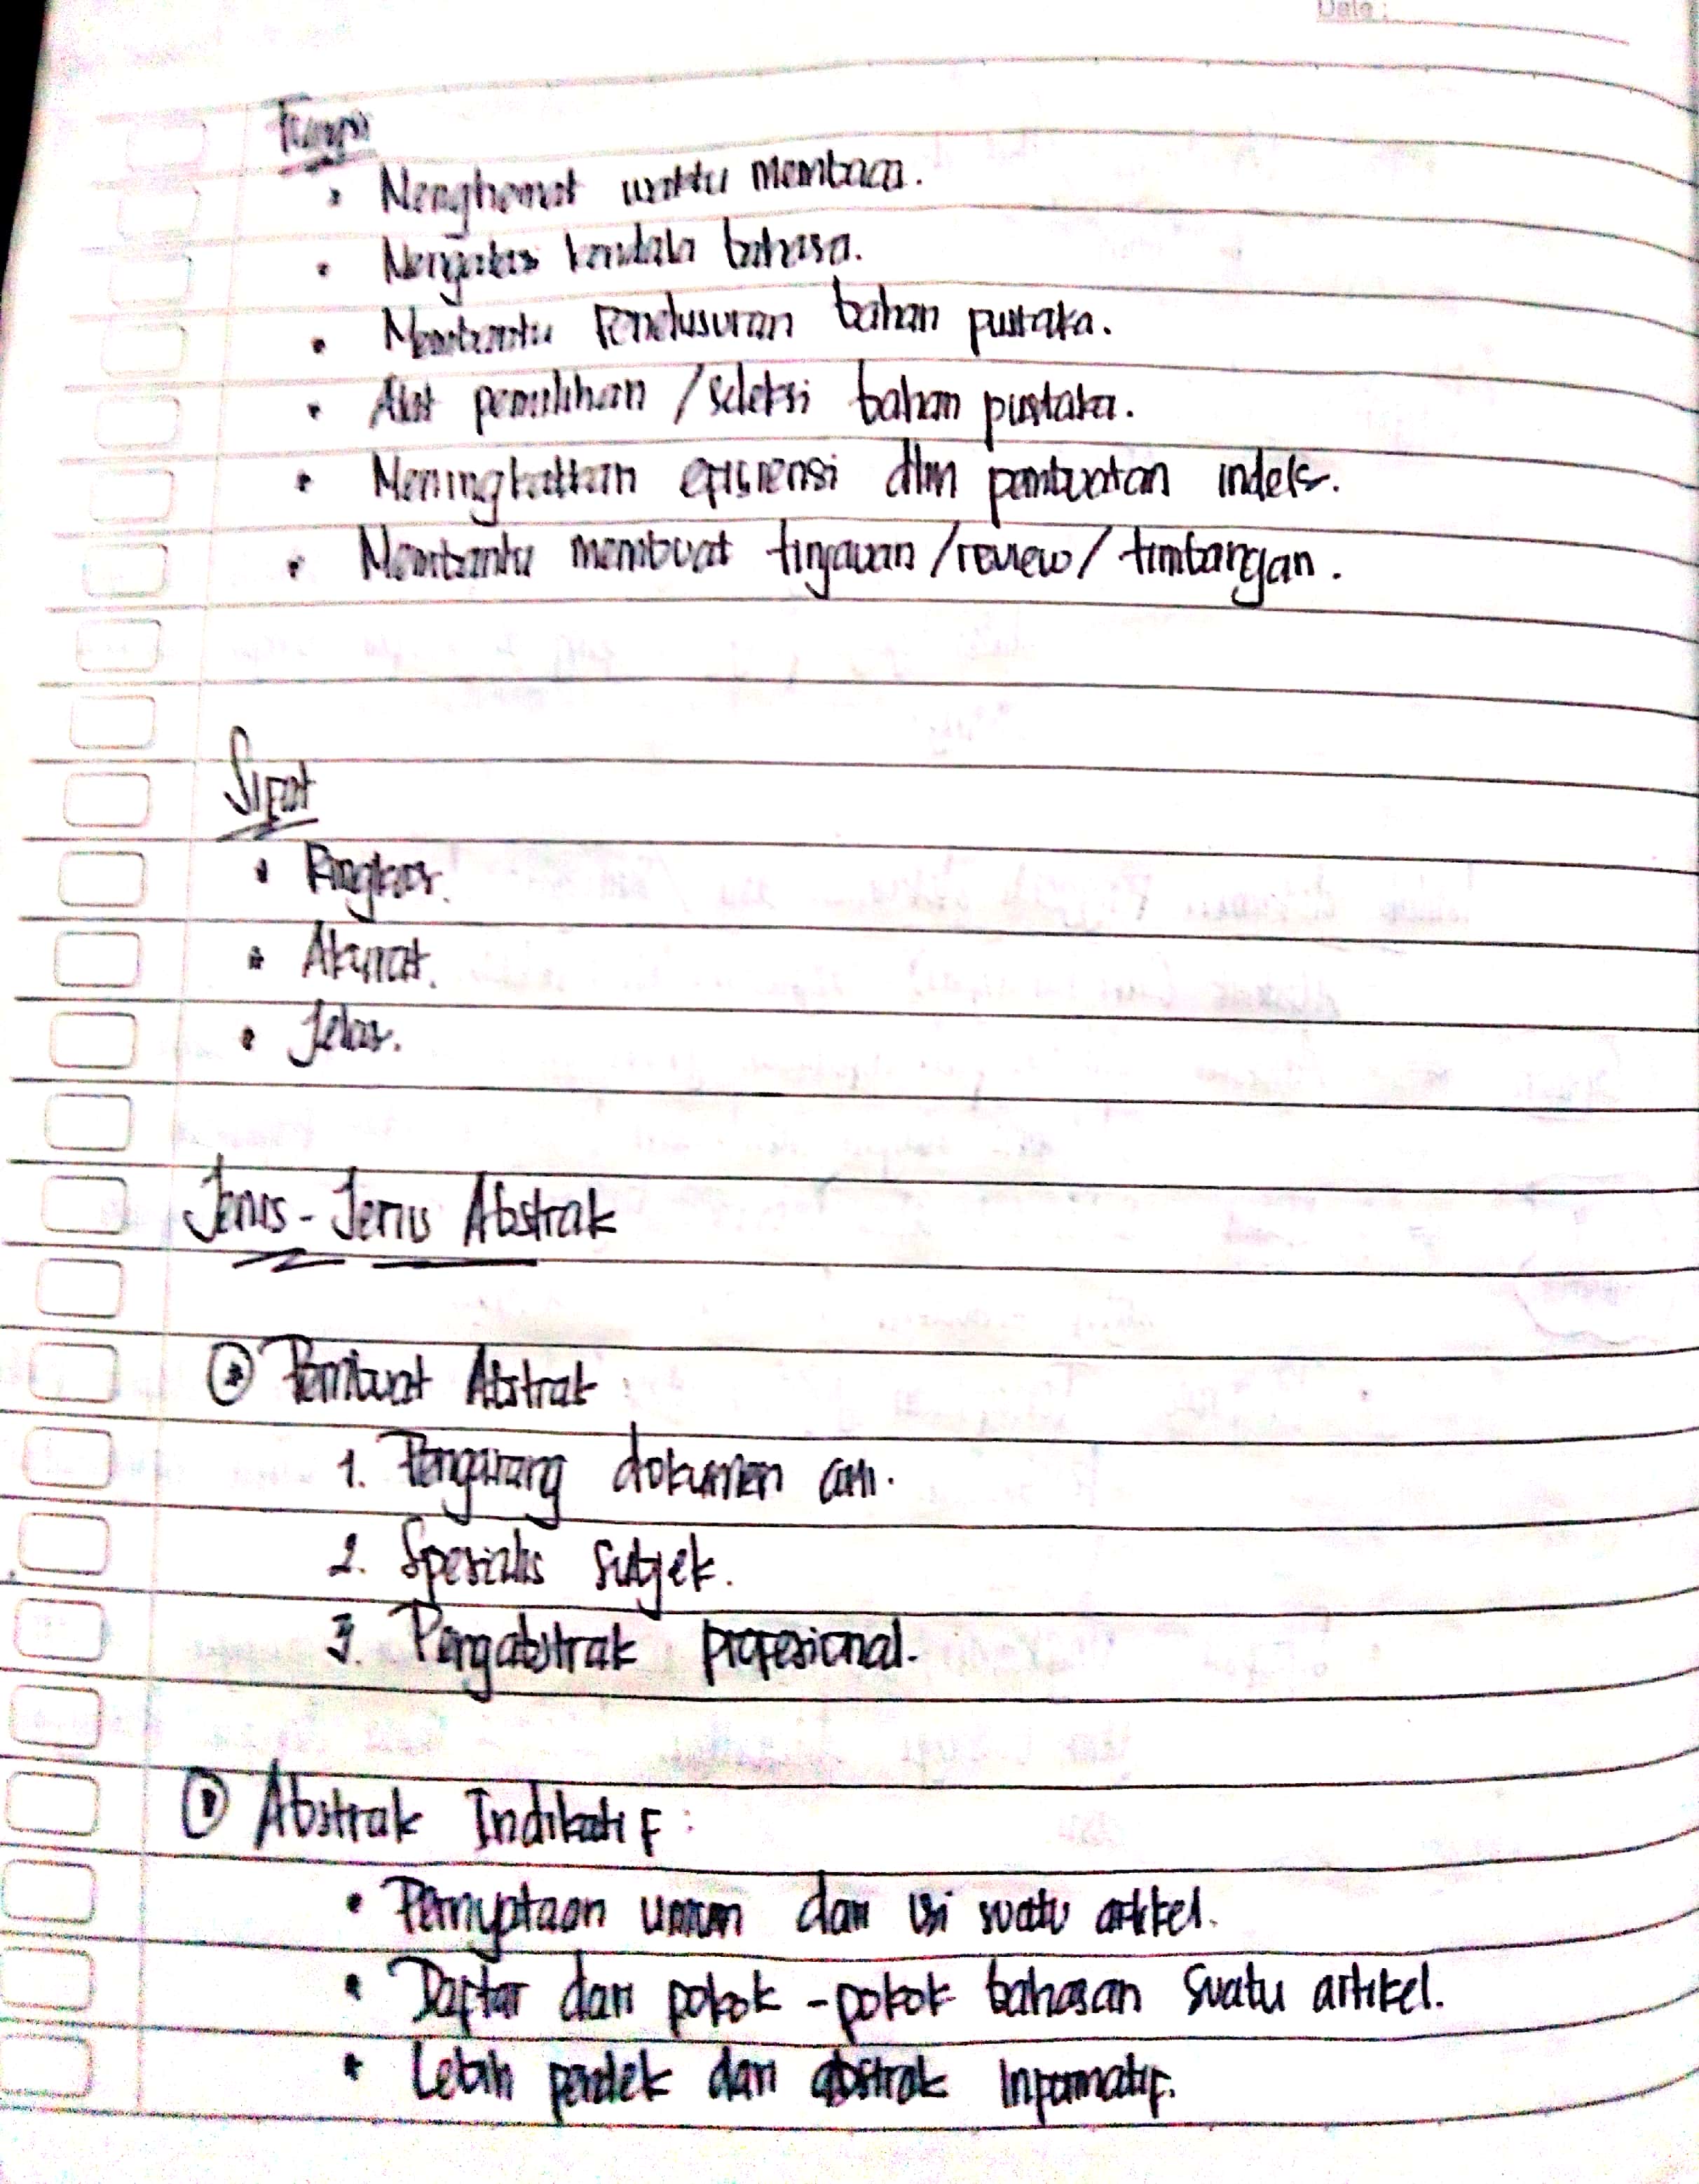 Date :
Fungsi
• Menghemat waktu membaca.
• Mengatasi kendala bahasa.
• Membantu Penelusuran bahan pustaka.
• Alat pemilihan / seleksi bahan pustaka.
• Meningkatkan efisiensi dlm pembuatan indeks.
• Membantu membuat tinjauan / review / timbangan.
Sifat
• Ringkas.
• Akurat.
• Jelas.
Jenis - Jenis Abstrak
Pembuat Abstrak :
1. Pengarang dokumen asli.
2. Spesialis Subjek.
3. Pengabstrak profesional.
Abstrak Indikatif :
• Pernyataan umum dari isi suatu artikel.
• Daftar dari pokok - pokok bahasan suatu artikel.
• Lebih pendek dari abstrak Informatif.